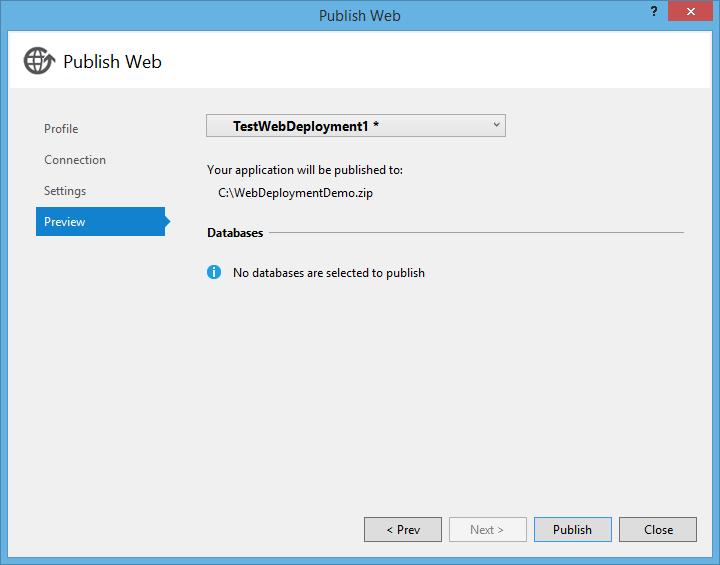 Publish Web
?
Publish Web
Profile
Connection
Settings
Preview
TestWebDeployment1 *
Your application will be published to:
C:\WebDeploymentDemo.zip
Databases
i No databases are selected to publish
< Prev
Next >
Publish
Close